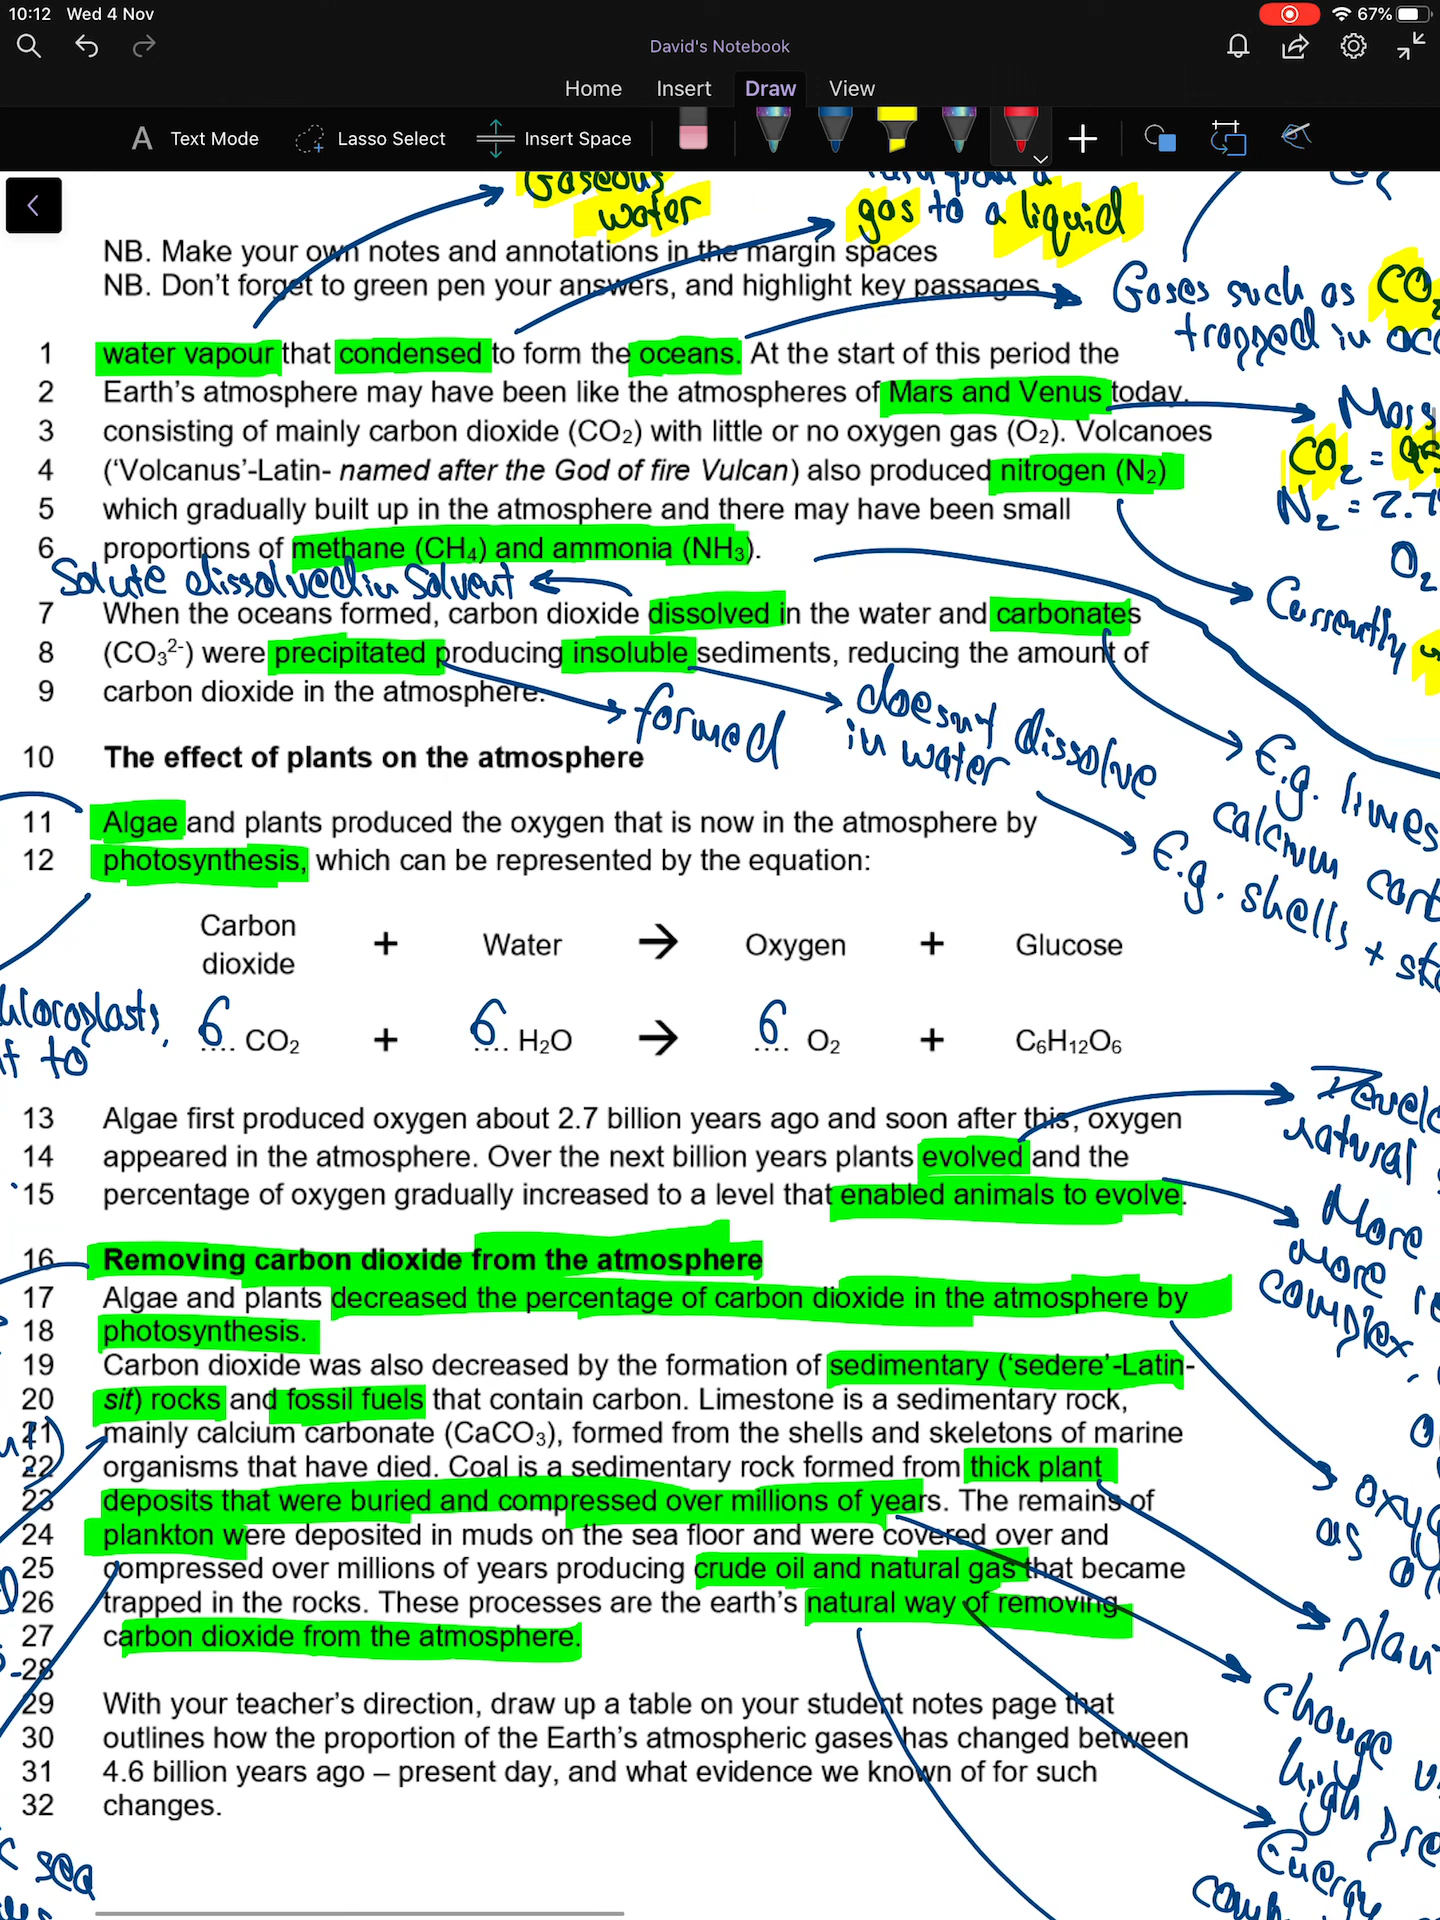 10:12 Wed 4 Nov
67%
David's Notebook
Home Insert Draw View
Text Mode Lasso Select Insert Space
Gaseous
water
gas to a liquid
NB. Make your own notes and annotations in the margin spaces
NB. Don't forget to green pen your answers, and highlight key passages
Gases such as CO2
trapped in
1 water vapour that condensed to form the oceans. At the start of this period the
2 Earth's atmosphere may have been like the atmospheres of Mars and Venus today.
Mars
3 consisting of mainly carbon dioxide (CO2) with little or no oxygen gas (O2). Volcanoes
CO2 = 95
4 ('Volcanus'-Latin- named after the God of fire Vulcan) also produced nitrogen (N2)
N2 = 2.7
5 which gradually built up in the atmosphere and there may have been small
6 proportions of methane (CH4) and ammonia (NH3).
O2
Solute dissolved in Solvent
Currently
7 When the oceans formed, carbon dioxide dissolved in the water and carbonates
8 (CO3²⁻) were precipitated producing insoluble sediments, reducing the amount of
9 carbon dioxide in the atmosphere.
formed
doesn't dissolve
in water
10 The effect of plants on the atmosphere
E.g. limes
calcium carb
11 Algae and plants produced the oxygen that is now in the atmosphere by
12 photosynthesis, which can be represented by the equation:
E.g. shells +
Carbon dioxide + Water → Oxygen + Glucose
hloroplasts,
to
6 CO2 + 6 H2O → 6 O2 + C6H12O6
natural
13 Algae first produced oxygen about 2.7 billion years ago and soon after this, oxygen
14 appeared in the atmosphere. Over the next billion years plants evolved and the
15 percentage of oxygen gradually increased to a level that enabled animals to evolve.
More
more
complex,
16 Removing carbon dioxide from the atmosphere
17 Algae and plants decreased the percentage of carbon dioxide in the atmosphere by
18 photosynthesis.
19 Carbon dioxide was also decreased by the formation of sedimentary ('sedere'-Latin-
20 sit) rocks and fossil fuels that contain carbon. Limestone is a sedimentary rock,
21 mainly calcium carbonate (CaCO3), formed from the shells and skeletons of marine
22 organisms that have died. Coal is a sedimentary rock formed from thick plant
23 deposits that were buried and compressed over millions of years. The remains of
24 plankton were deposited in muds on the sea floor and were covered over and
as
25 compressed over millions of years producing crude oil and natural gas that became
26 trapped in the rocks. These processes are the earth's natural way of removing
27 carbon dioxide from the atmosphere.
28
change
high
Energy
29 With your teacher's direction, draw up a table on your student notes page that
30 outlines how the proportion of the Earth's atmospheric gases has changed between
31 4.6 billion years ago – present day, and what evidence we known of for such
32 changes.
sea